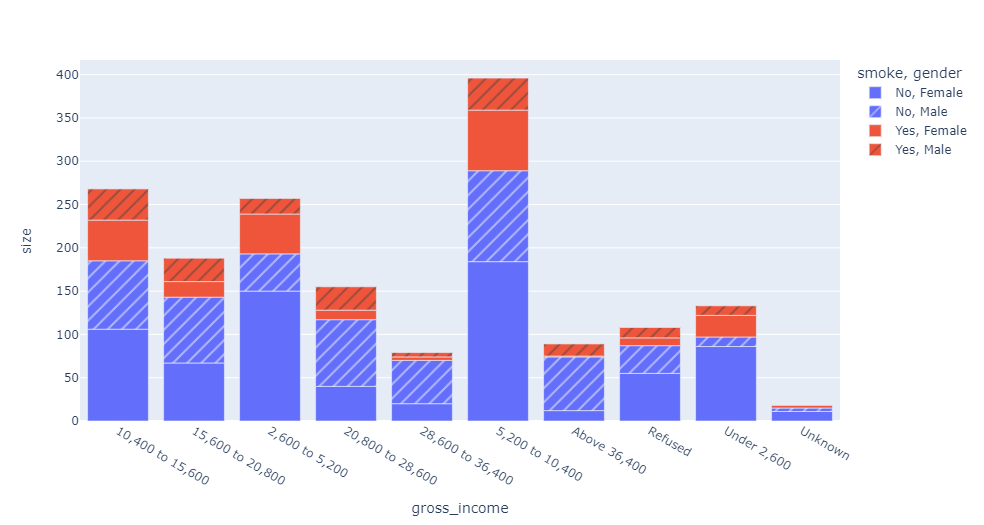 smoke, gender
No, Female
No, Male
Yes, Female
Yes, Male
size
400
350
300
250
200
150
100
50
0
10,400 to 15,600
15,600 to 20,800
2,600 to 5,200
20,800 to 28,600
28,600 to 36,400
5,200 to 10,400
Above 36,400
Refused
Under 2,600
Unknown
gross_income